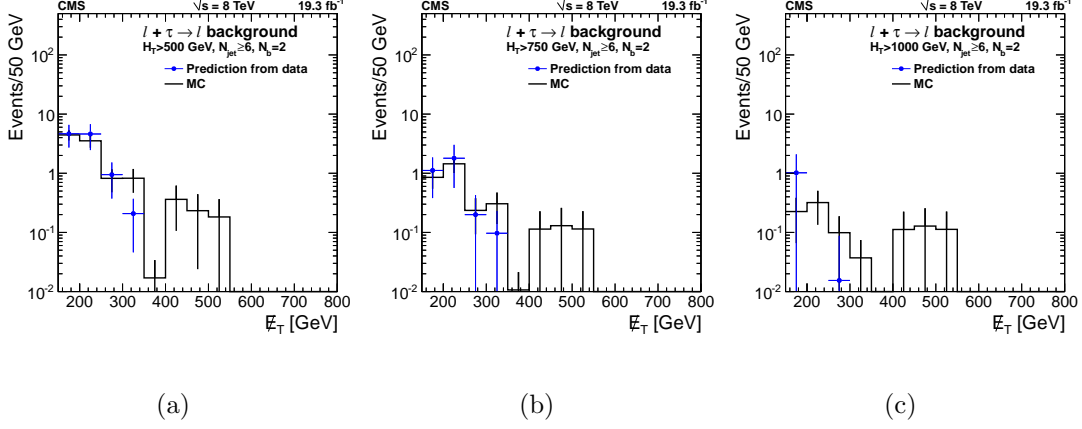 CMS √s = 8 TeV 19.3 fb⁻¹
l + τ → l background
H_T>500 GeV, N_jet≥6, N_b=2
Prediction from data
MC
Events/50 GeV
10²
10
1
10⁻¹
10⁻²
200 300 400 500 600 700 800
E̸_T [GeV]
(a)
CMS √s = 8 TeV 19.3 fb⁻¹
l + τ → l background
H_T>750 GeV, N_jet≥6, N_b=2
Prediction from data
MC
Events/50 GeV
10²
10
1
10⁻¹
10⁻²
200 300 400 500 600 700 800
E̸_T [GeV]
(b)
CMS √s = 8 TeV 19.3 fb⁻¹
l + τ → l background
H_T>1000 GeV, N_jet≥6, N_b=2
Prediction from data
MC
Events/50 GeV
10²
10
1
10⁻¹
10⁻²
200 300 400 500 600 700 800
E̸_T [GeV]
(c)